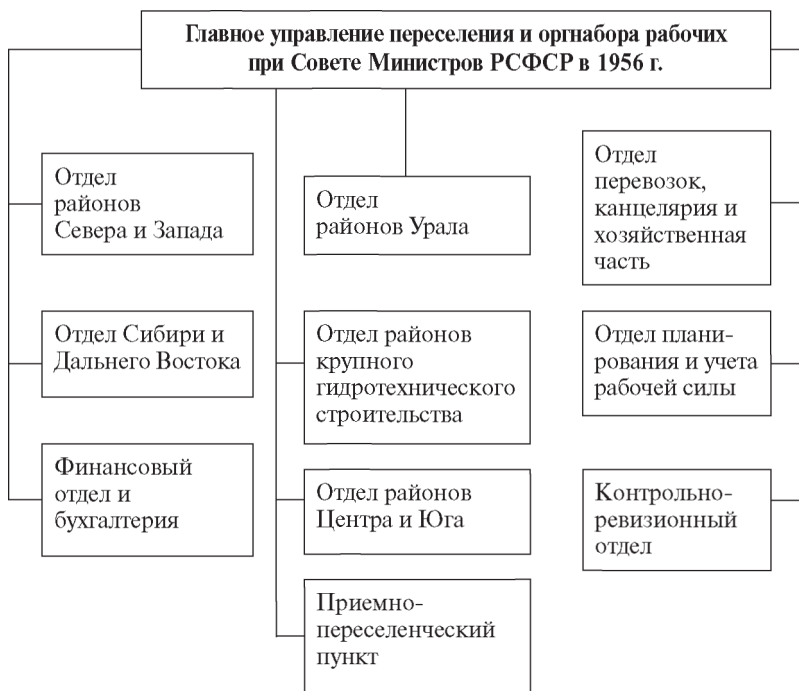 Главное управление переселения и оргнабора рабочих
при Совете Министров РСФСР в 1956 г.
Отдел
районов
Севера и Запада
Отдел Сибири и
Дальнего Востока
Финансовый
отдел и
бухгалтерия
Отдел
районов Урала
Отдел районов
крупного
гидротехнического
строительства
Отдел районов
Центра и Юга
Приемно-
переселенческий
пункт
Отдел
перевозок,
канцелярия и
хозяйственная
часть
Отдел плани-
рования и учета
рабочей силы
Контрольно-
ревизионный
отдел